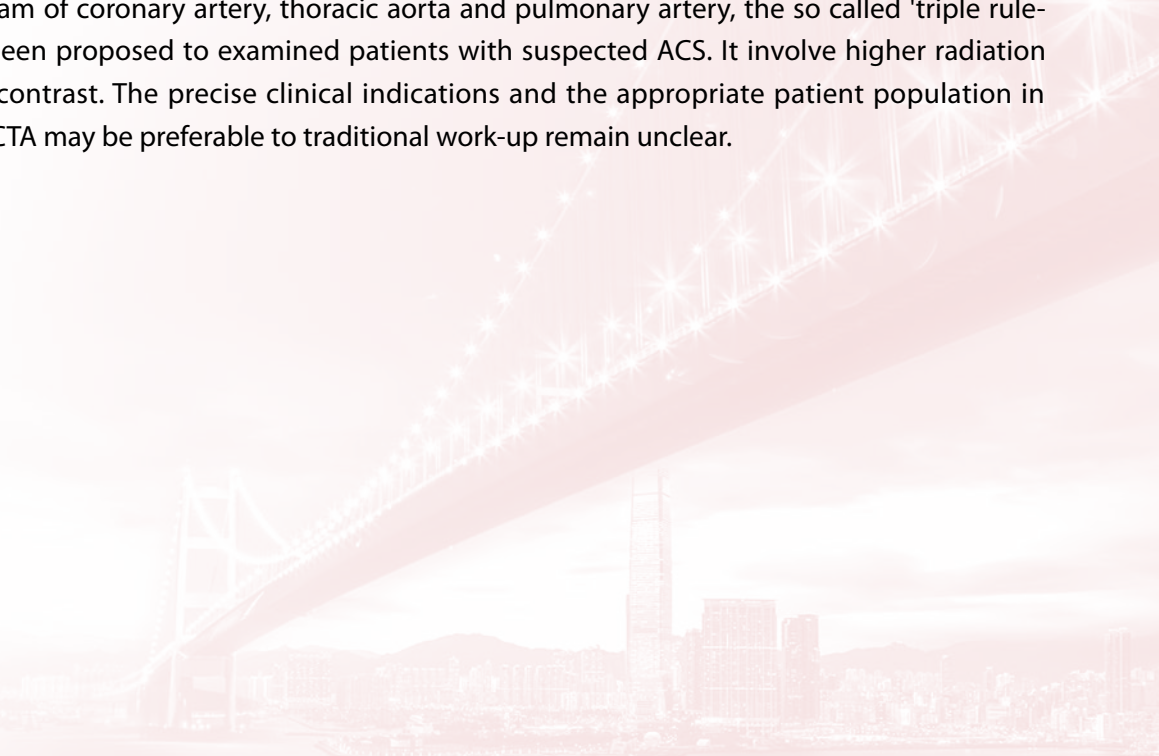 am of coronary artery, thoracic aorta and pulmonary artery, the so called 'triple rule-
een proposed to examined patients with suspected ACS. It involve higher radiation
contrast. The precise clinical indications and the appropriate patient population in
CTA may be preferable to traditional work-up remain unclear.